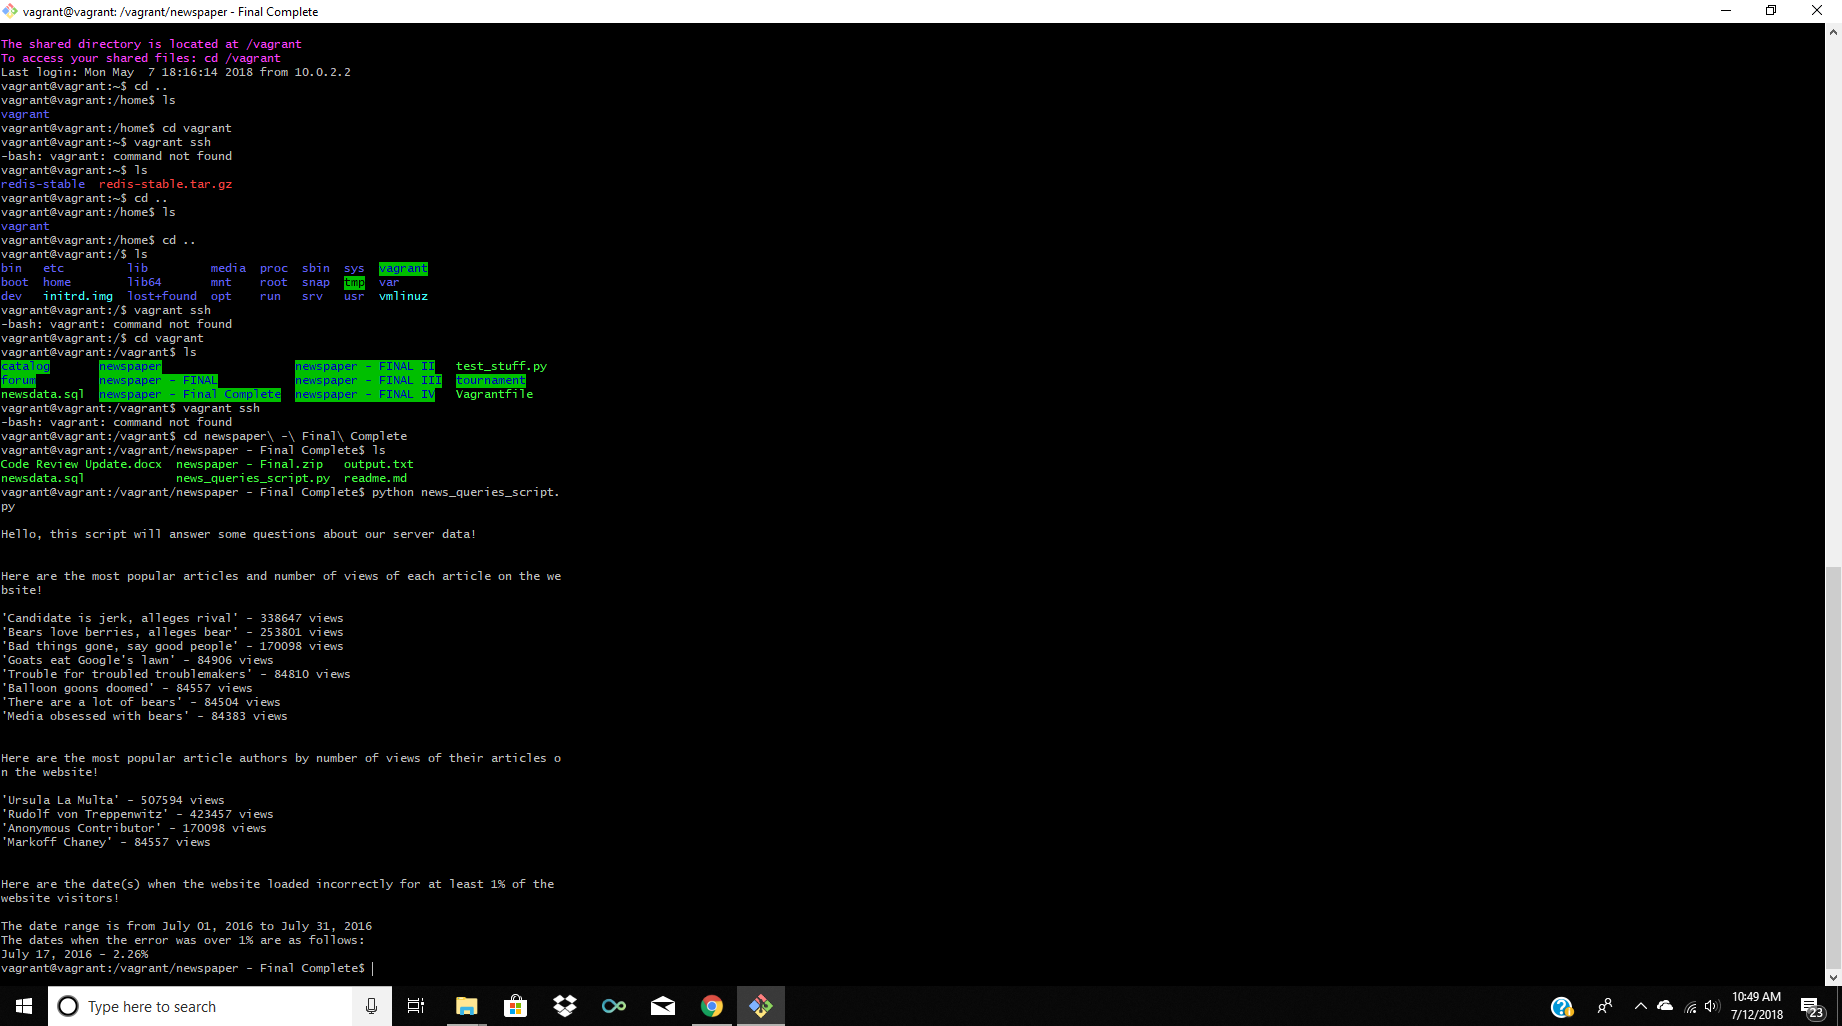 vagrant@vagrant: /vagrant/newspaper - Final Complete
The shared directory is located at /vagrant
To access your shared files: cd /vagrant
Last login: Mon May  7 18:16:14 2018 from 10.0.2.2
vagrant@vagrant:~$ cd ..
vagrant@vagrant:/home$ ls
vagrant
vagrant@vagrant:/home$ cd vagrant
vagrant@vagrant:~$ vagrant ssh
-bash: vagrant: command not found
vagrant@vagrant:~$ ls
redis-stable  redis-stable.tar.gz
vagrant@vagrant:~$ cd ..
vagrant@vagrant:/home$ ls
vagrant
vagrant@vagrant:/home$ cd ..
vagrant@vagrant:/$ ls
bin   etc         lib         media  proc  sbin  sys  vagrant
boot  home        lib64       mnt    root  snap  tmp  var
dev   initrd.img  lost+found  opt    run   srv   usr  vmlinuz
vagrant@vagrant:/$ vagrant ssh
-bash: vagrant: command not found
vagrant@vagrant:/$ cd vagrant
vagrant@vagrant:/vagrant$ ls
catalog       newspaper                   newspaper - FINAL II   test_stuff.py
forum         newspaper - FINAL           newspaper - FINAL III  tournament
newsdata.sql  newspaper - Final Complete  newspaper - FINAL IV   Vagrantfile
vagrant@vagrant:/vagrant$ vagrant ssh
-bash: vagrant: command not found
vagrant@vagrant:/vagrant$ cd newspaper\ -\ Final\ Complete
vagrant@vagrant:/vagrant/newspaper - Final Complete$ ls
Code Review Update.docx  newspaper - Final.zip   output.txt
newsdata.sql             news_queries_script.py  readme.md
vagrant@vagrant:/vagrant/newspaper - Final Complete$ python news_queries_script.
py
Hello, this script will answer some questions about our server data!
Here are the most popular articles and number of views of each article on the we
bsite!
'Candidate is jerk, alleges rival' - 338647 views
'Bears love berries, alleges bear' - 253801 views
'Bad things gone, say good people' - 170098 views
'Goats eat Google's lawn' - 84906 views
'Trouble for troubled troublemakers' - 84810 views
'Balloon goons doomed' - 84557 views
'There are a lot of bears' - 84504 views
'Media obsessed with bears' - 84383 views
Here are the most popular article authors by number of views of their articles o
n the website!
'Ursula La Multa' - 507594 views
'Rudolf von Treppenwitz' - 423457 views
'Anonymous Contributor' - 170098 views
'Markoff Chaney' - 84557 views
Here are the date(s) when the website loaded incorrectly for at least 1% of the
website visitors!
The date range is from July 01, 2016 to July 31, 2016
The dates when the error was over 1% are as follows:
July 17, 2016 - 2.26%
vagrant@vagrant:/vagrant/newspaper - Final Complete$
Type here to search
10:49 AM
7/12/2018
23